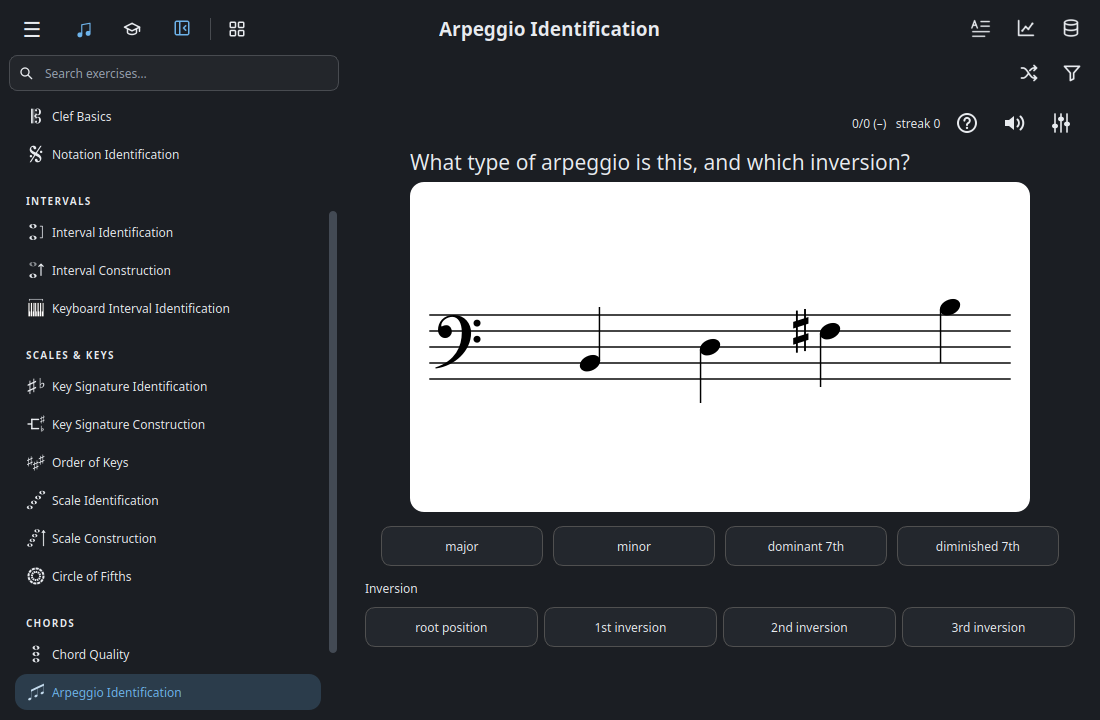 Arpeggio Identification
Search exercises...
Clef Basics
Notation Identification
INTERVALS
Interval Identification
Interval Construction
Keyboard Interval Identification
SCALES & KEYS
Key Signature Identification
Key Signature Construction
Order of Keys
Scale Identification
Scale Construction
Circle of Fifths
CHORDS
Chord Quality
Arpeggio Identification
0/0 (–) streak 0
What type of arpeggio is this, and which inversion?
major
minor
dominant 7th
diminished 7th
Inversion
root position
1st inversion
2nd inversion
3rd inversion